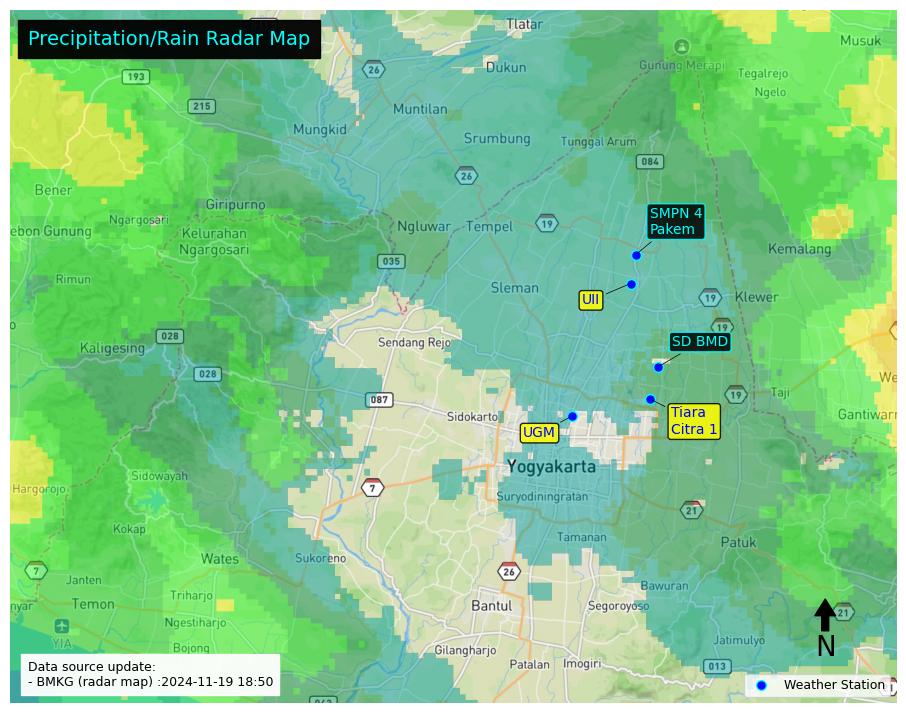 Precipitation/Rain Radar Map
Tlatar
Musuk
26
Dukun
Gunung Merapi
193
Tegalrejo
Ngelo
215
Muntilan
Mungkid
Srumbung
Tunggal Arum
084
26
Bener
Giripurno
SMPN 4
Pakem
Ngargosari
Ngluwar
Tempel
19
ebon Gunung
Kelurahan
Ngargosari
Kemalang
035
Rimun
Sleman
UII
19
Klewer
19
028
Sendang Rejo
SD BMD
Kaligesing
028
We
087
19
Taji
Sidokarto
Tiara
Citra 1
Gantiwarr
UGM
Yogyakarta
Sidowayah
Hargorojo
7
Suryodiningratan
21
Kokap
Tamanan
Patuk
Wates
Sukoreno
7
26
Janten
Bawuran
Triharjo
nyar
Temon
Bantul
Segoroyoso
21
Ngestiharjo
YIA
N
Jatimulyo
Bojong
Gilangharjo
Patalan
Imogiri
013
Data source update:
- BMKG (radar map) :2024-11-19 18:50
Weather Station